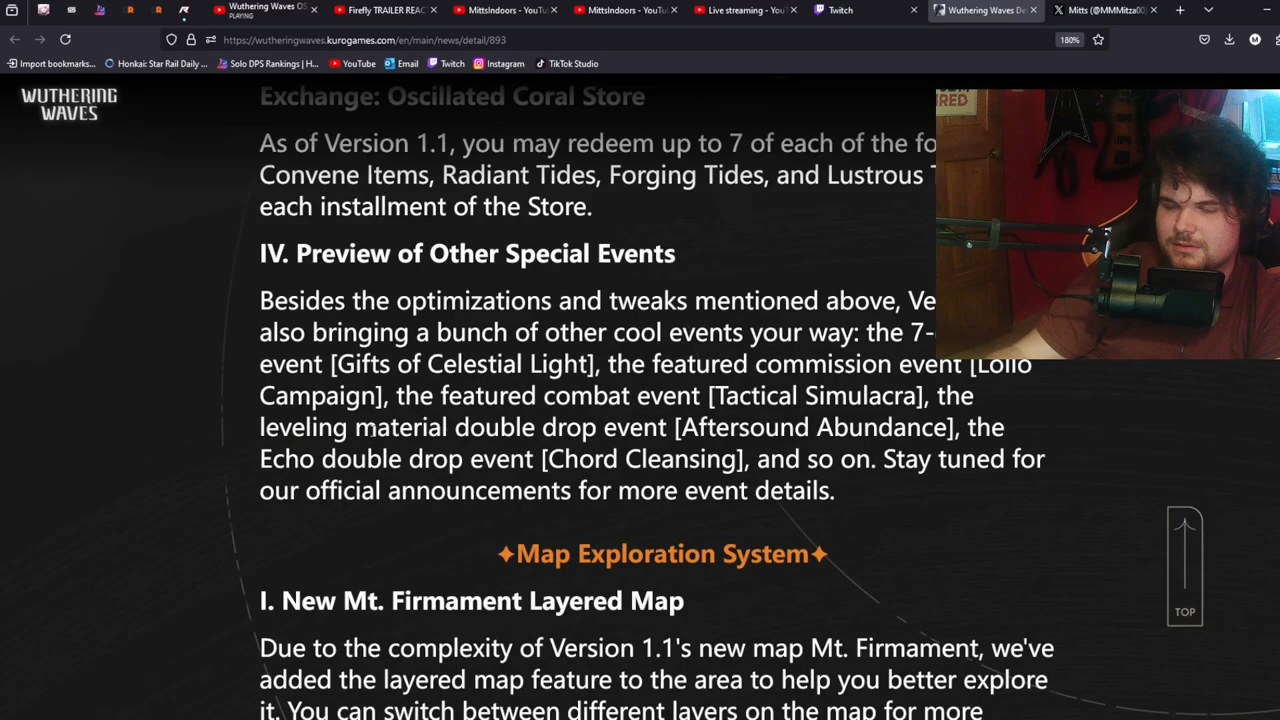 Wuthering Waves OS
PLAYING
Firefly TRAILER REAC
MittsIndoors - YouT
MittsIndoors - YouT
Live streaming - YouT
Twitch
Wuthering Waves De
Mitts (@MMMitza00)
https://wutheringwaves.kurogames.com/en/main/news/detail/893
180%
Import bookmarks...
Honkai: Star Rail Daily ...
Solo DPS Rankings | H...
YouTube
Email
Twitch
Instagram
TikTok Studio
WUTHERING
WAVES
Exchange: Oscillated Coral Store
As of Version 1.1, you may redeem up to 7 of each of the fo
Convene Items, Radiant Tides, Forging Tides, and Lustrous
each installment of the Store.
IV. Preview of Other Special Events
Besides the optimizations and tweaks mentioned above, Ve
also bringing a bunch of other cool events your way: the 7-
event [Gifts of Celestial Light], the featured commission event [Lollo
Campaign], the featured combat event [Tactical Simulacra], the
leveling material double drop event [Aftersound Abundance], the
Echo double drop event [Chord Cleansing], and so on. Stay tuned for
our official announcements for more event details.
✦Map Exploration System✦
I. New Mt. Firmament Layered Map
Due to the complexity of Version 1.1's new map Mt. Firmament, we've
added the layered map feature to the area to help you better explore
it. You can switch between different layers on the map for more
TOP